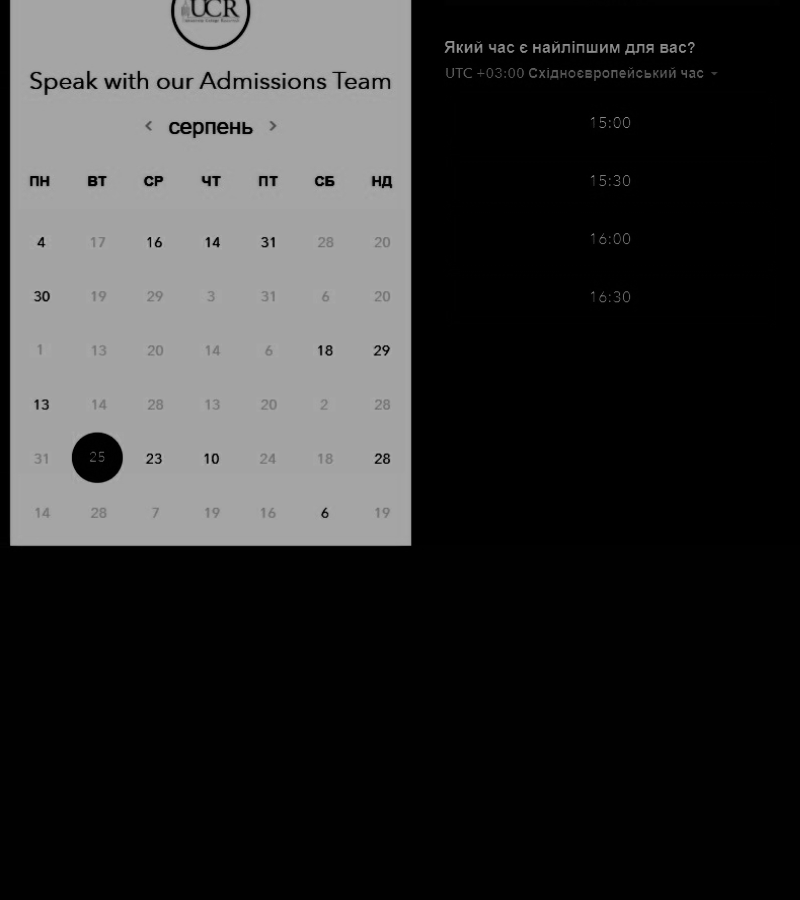 UCR
Speak with our Admissions Team
серпень
ПН ВТ СР ЧТ ПТ СБ НД
4 17 16 14 31 28 20
30 19 29 3 31 6 20
1 13 20 14 6 18 29
13 14 28 13 20 2 28
31 25 23 10 24 18 28
14 28 7 19 16 6 19
Який час є найліпшим для вас?
UTC +03:00 Східноєвропейський час
15:00
15:30
16:00
16:30